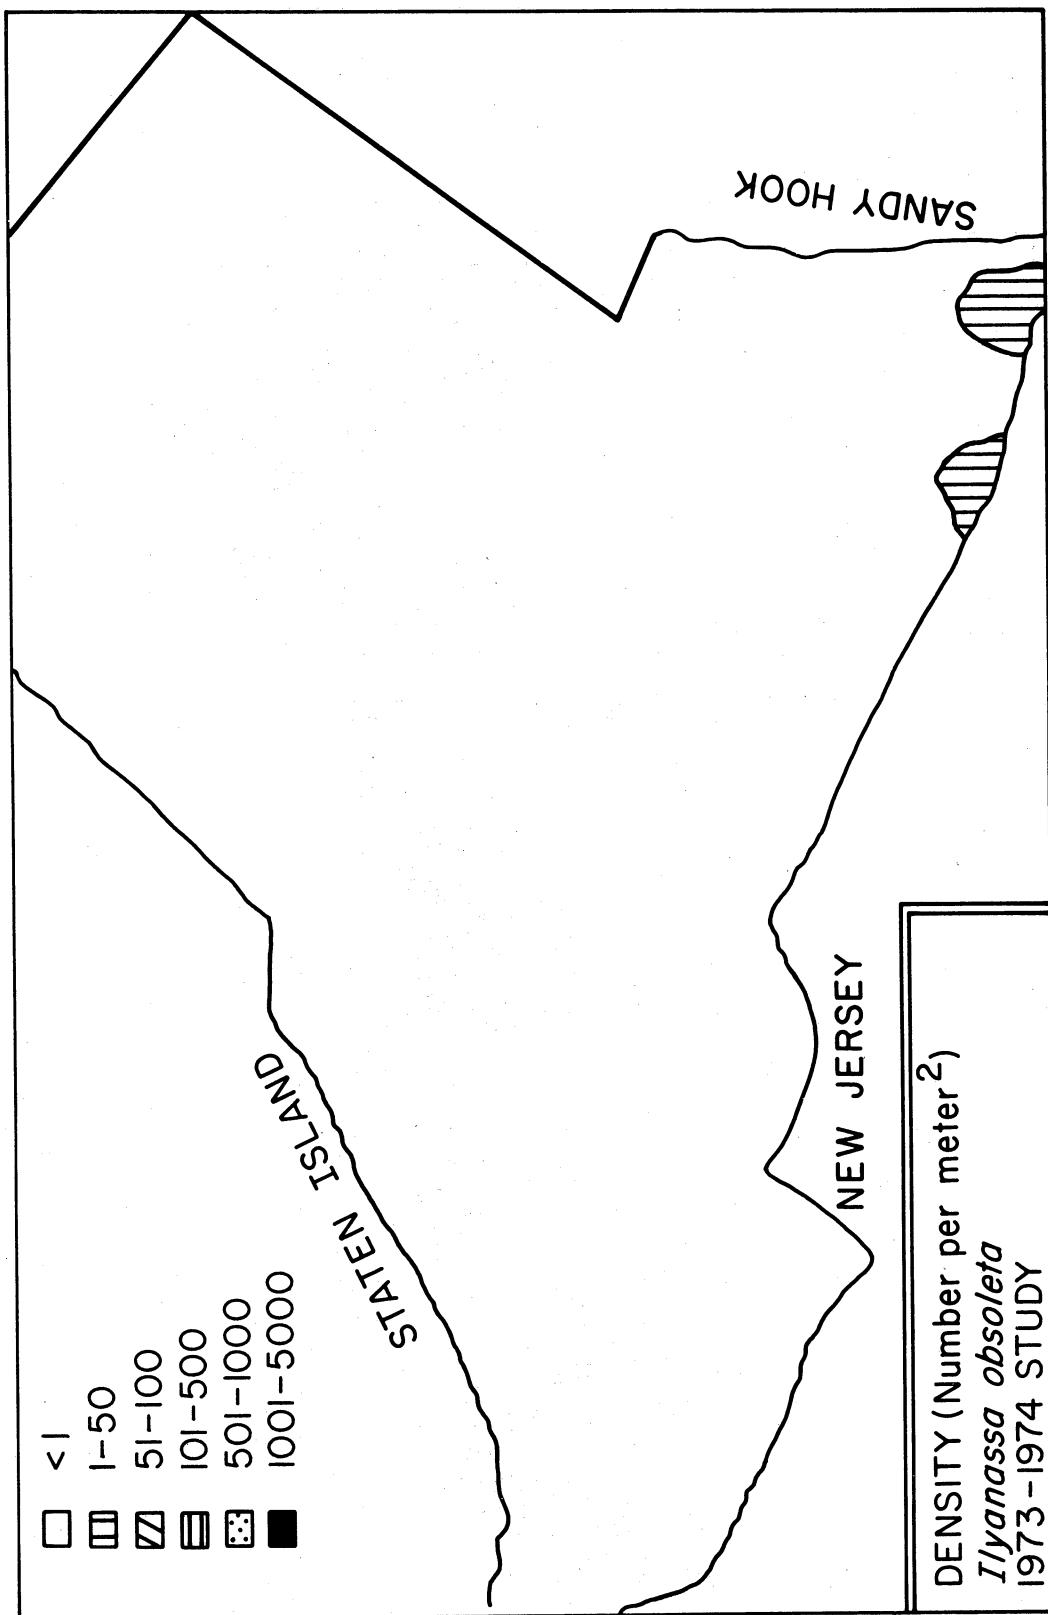 <1
1-50
51-100
101-500
501-1000
1001-5000
STATEN ISLAND
SANDY HOOK
NEW JERSEY
DENSITY (Number per meter²)
Ilyanassa obsoleta
1973-1974 STUDY